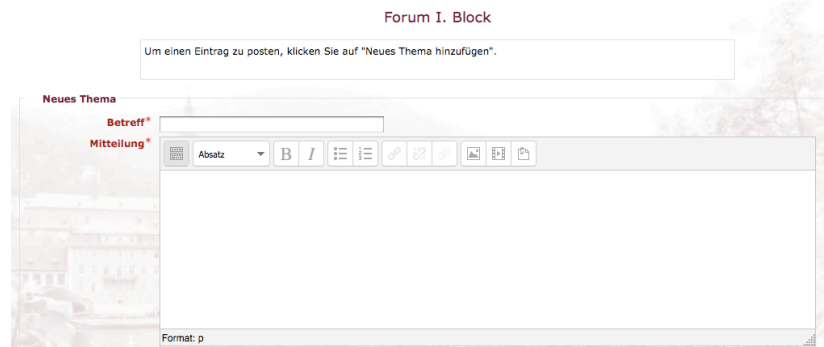 Forum I. Block
Um einen Eintrag zu posten, klicken Sie auf "Neues Thema hinzufügen".
Neues Thema
Betreff*
Mitteilung*
Absatz B I
Format: p